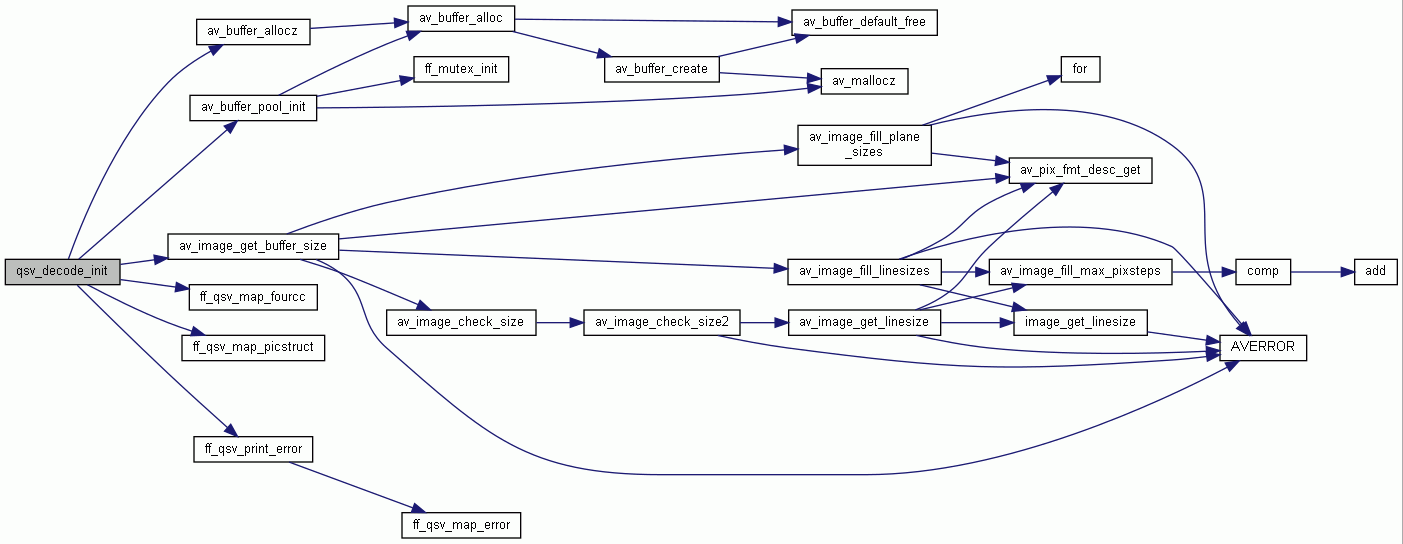 qsv_decode_init
av_buffer_allocz
av_buffer_pool_init
av_image_get_buffer_size
ff_qsv_map_fourcc
ff_qsv_map_picstruct
ff_qsv_print_error
av_buffer_alloc
ff_mutex_init
av_image_check_size
ff_qsv_map_error
av_buffer_create
av_image_check_size2
av_buffer_default_free
av_mallocz
av_image_fill_plane
_sizes
av_image_fill_linesizes
av_image_get_linesize
for
av_pix_fmt_desc_get
av_image_fill_max_pixsteps
image_get_linesize
comp
AVERROR
add